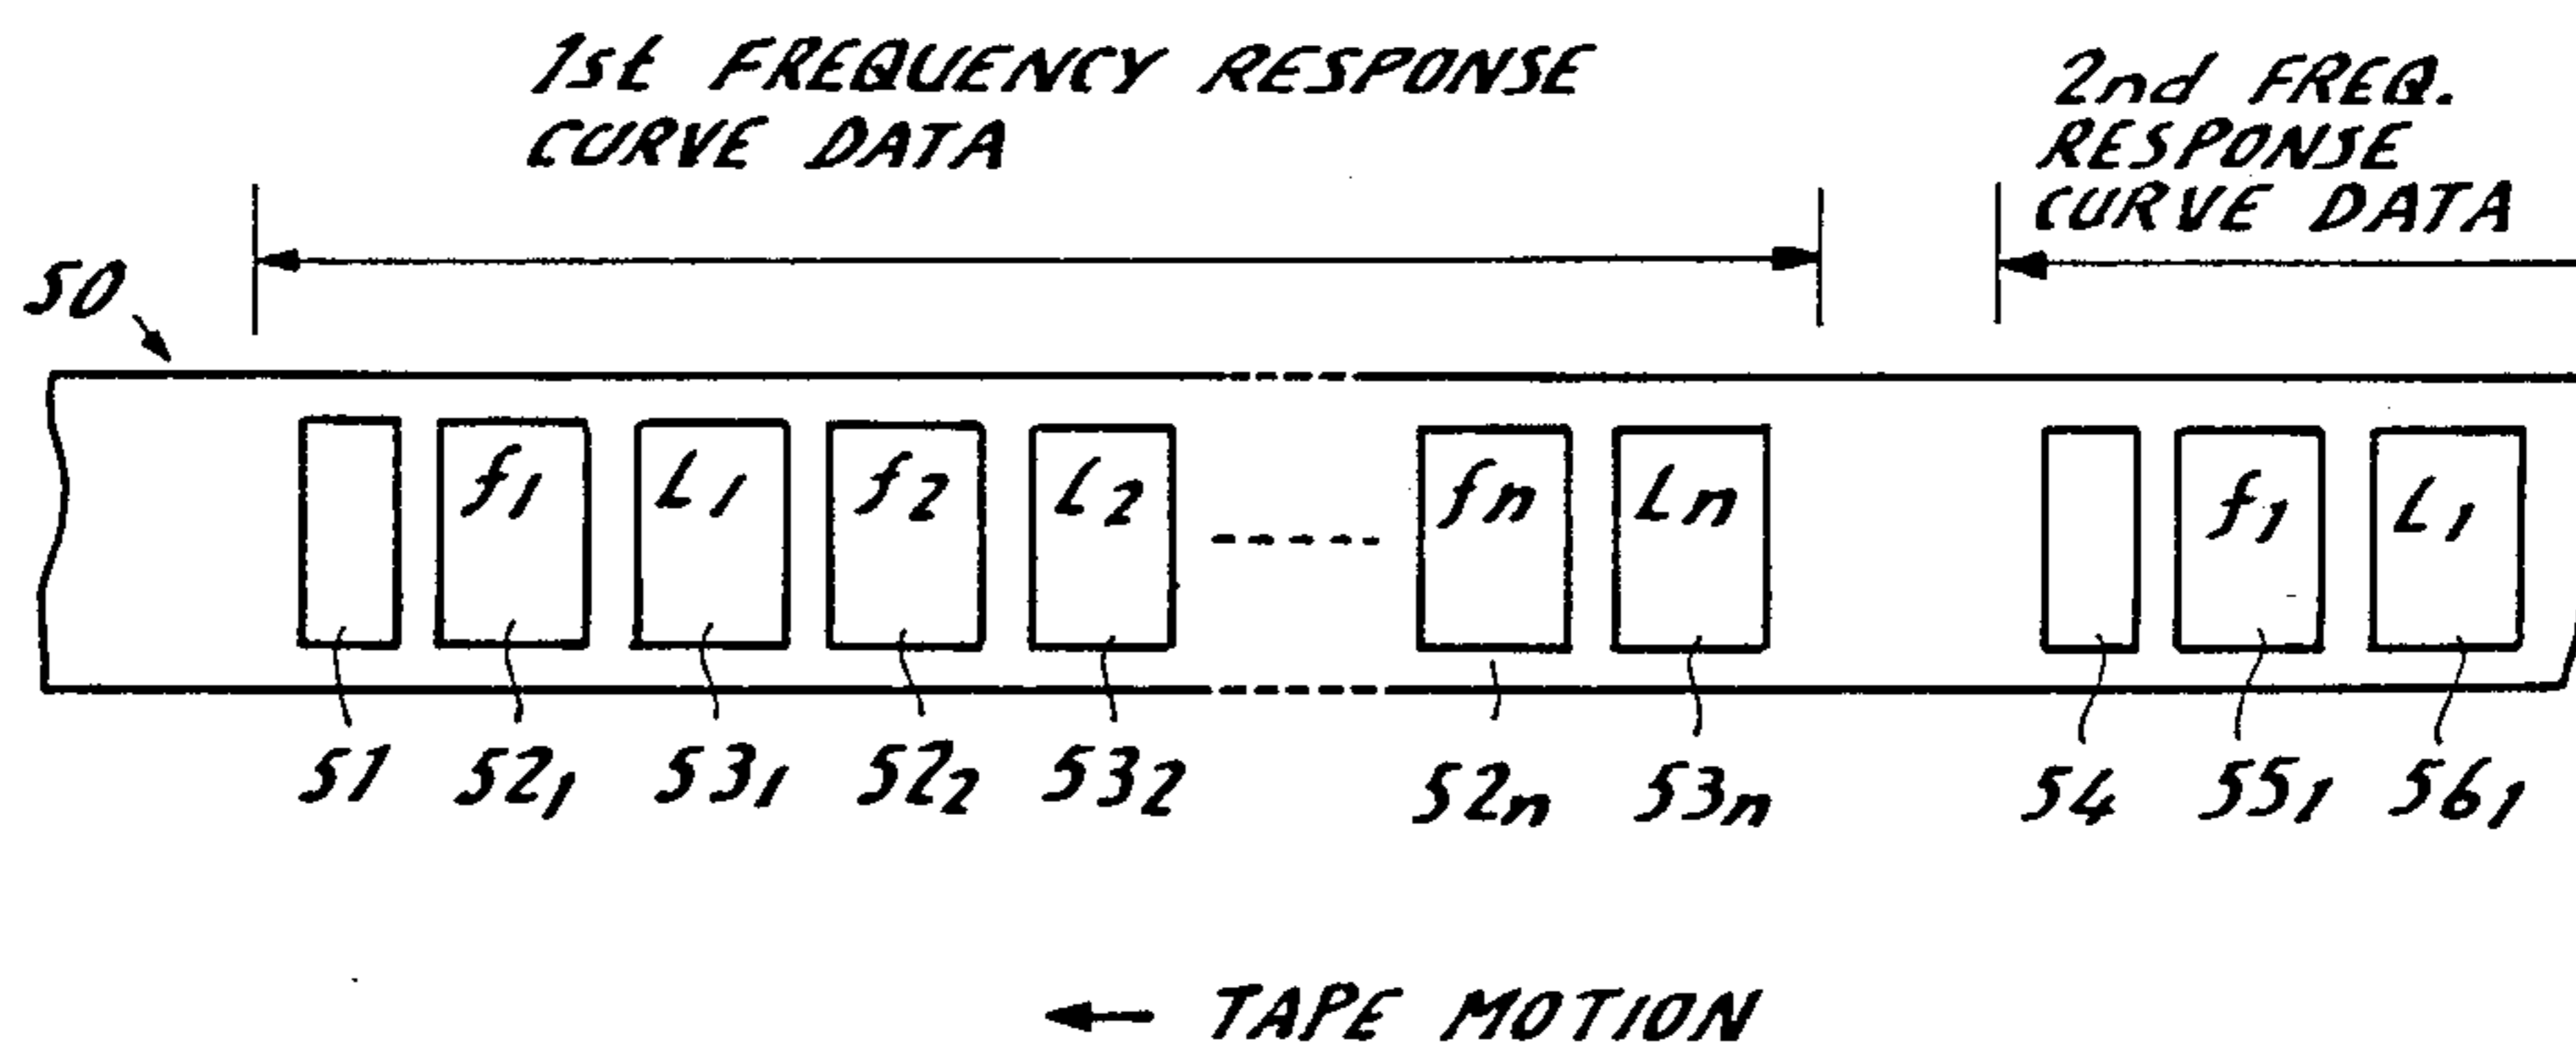 1st FREQUENCY RESPONSE
CURVE DATA
2nd FREQ.
RESPONSE
CURVE DATA
50
f1 L1 f2 L2 fn Ln f1 L1
51 521 531 522 532 52n 53n 54 551 561
TAPE MOTION